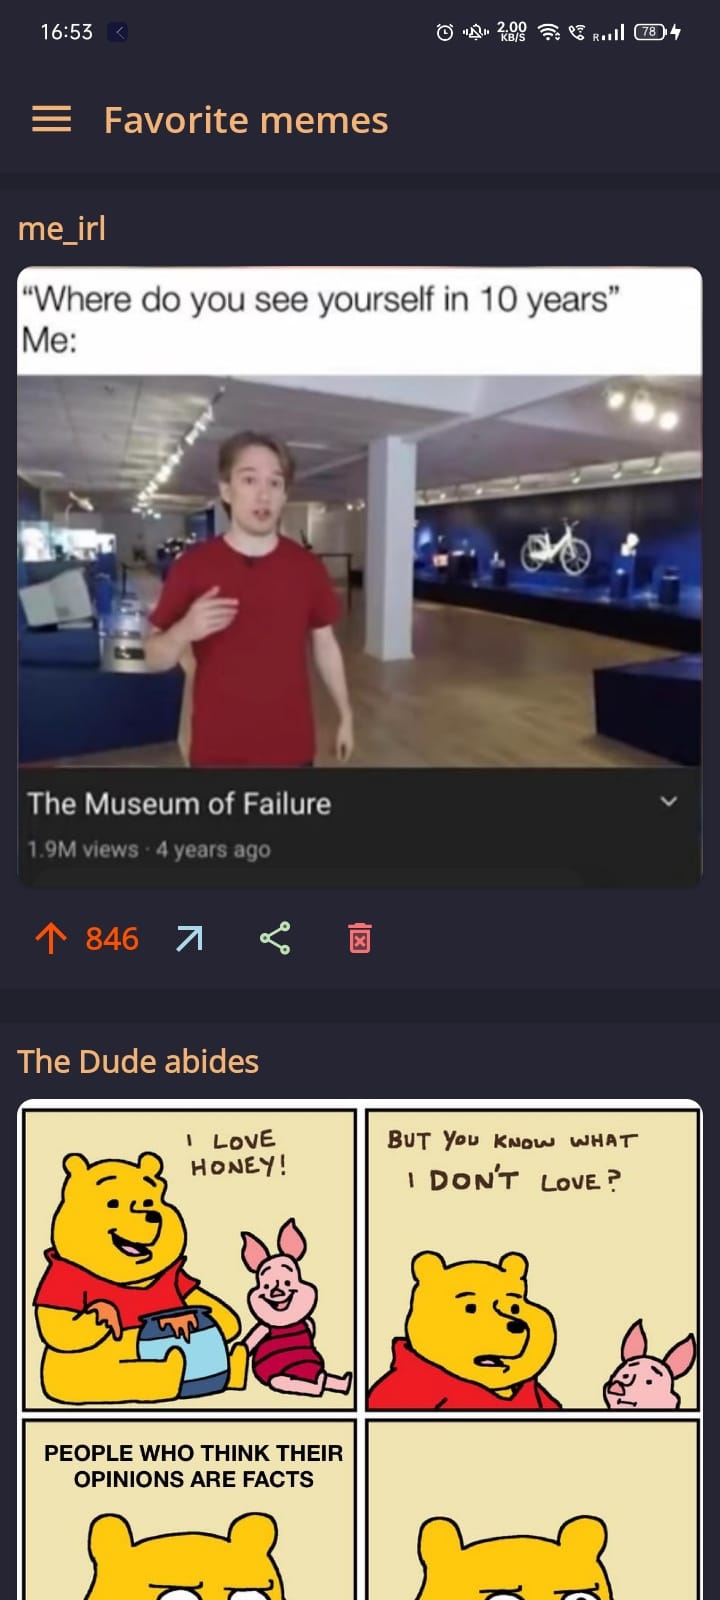 16:53
2.00
KB/S
R
78
Favorite memes
me_irl
“Where do you see yourself in 10 years”
Me:
The Museum of Failure
1.9M views · 4 years ago
846
The Dude abides
I LOVE
HONEY!
BUT YOU KNOW WHAT
I DON'T LOVE?
PEOPLE WHO THINK THEIR
OPINIONS ARE FACTS